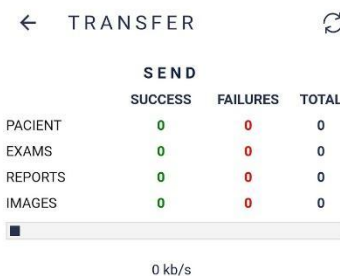 TRANSFER
SEND
SUCCESS FAILURES TOTAL
PACIENT 0 0 0
EXAMS 0 0 0
REPORTS 0 0 0
IMAGES 0 0 0
0 kb/s